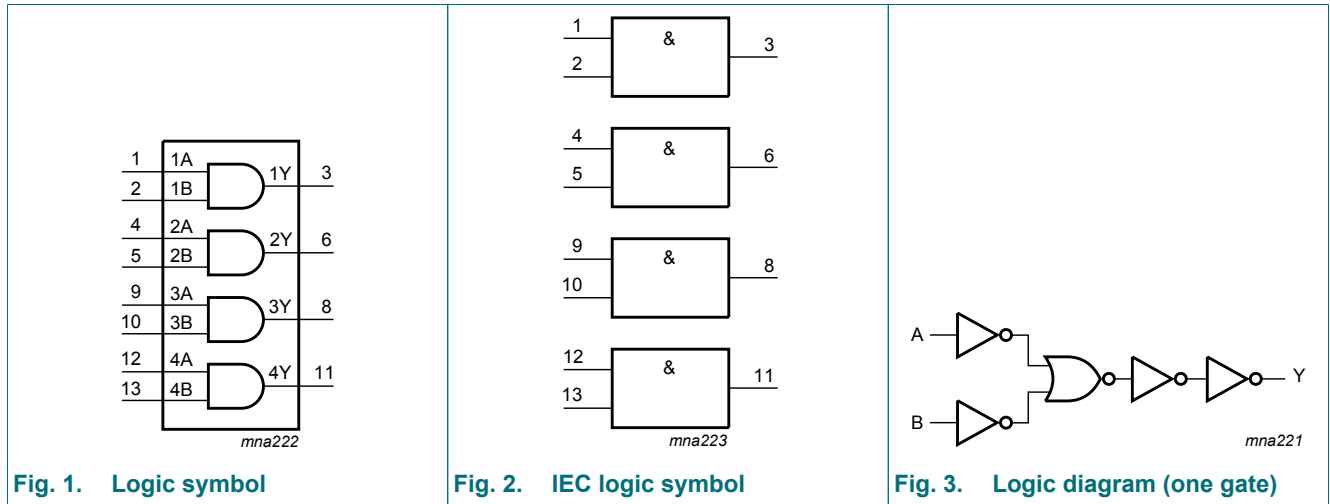 1 1A 1Y 3
2 1B
4 2A 2Y 6
5 2B
9 3A 3Y 8
10 3B
12 4A 4Y 11
13 4B
mna222
Fig. 1. Logic symbol
1 & 3
2
4 & 6
5
9 & 8
10
12 & 11
13
mna223
Fig. 2. IEC logic symbol
A
Y
B
mna221
Fig. 3. Logic diagram (one gate)